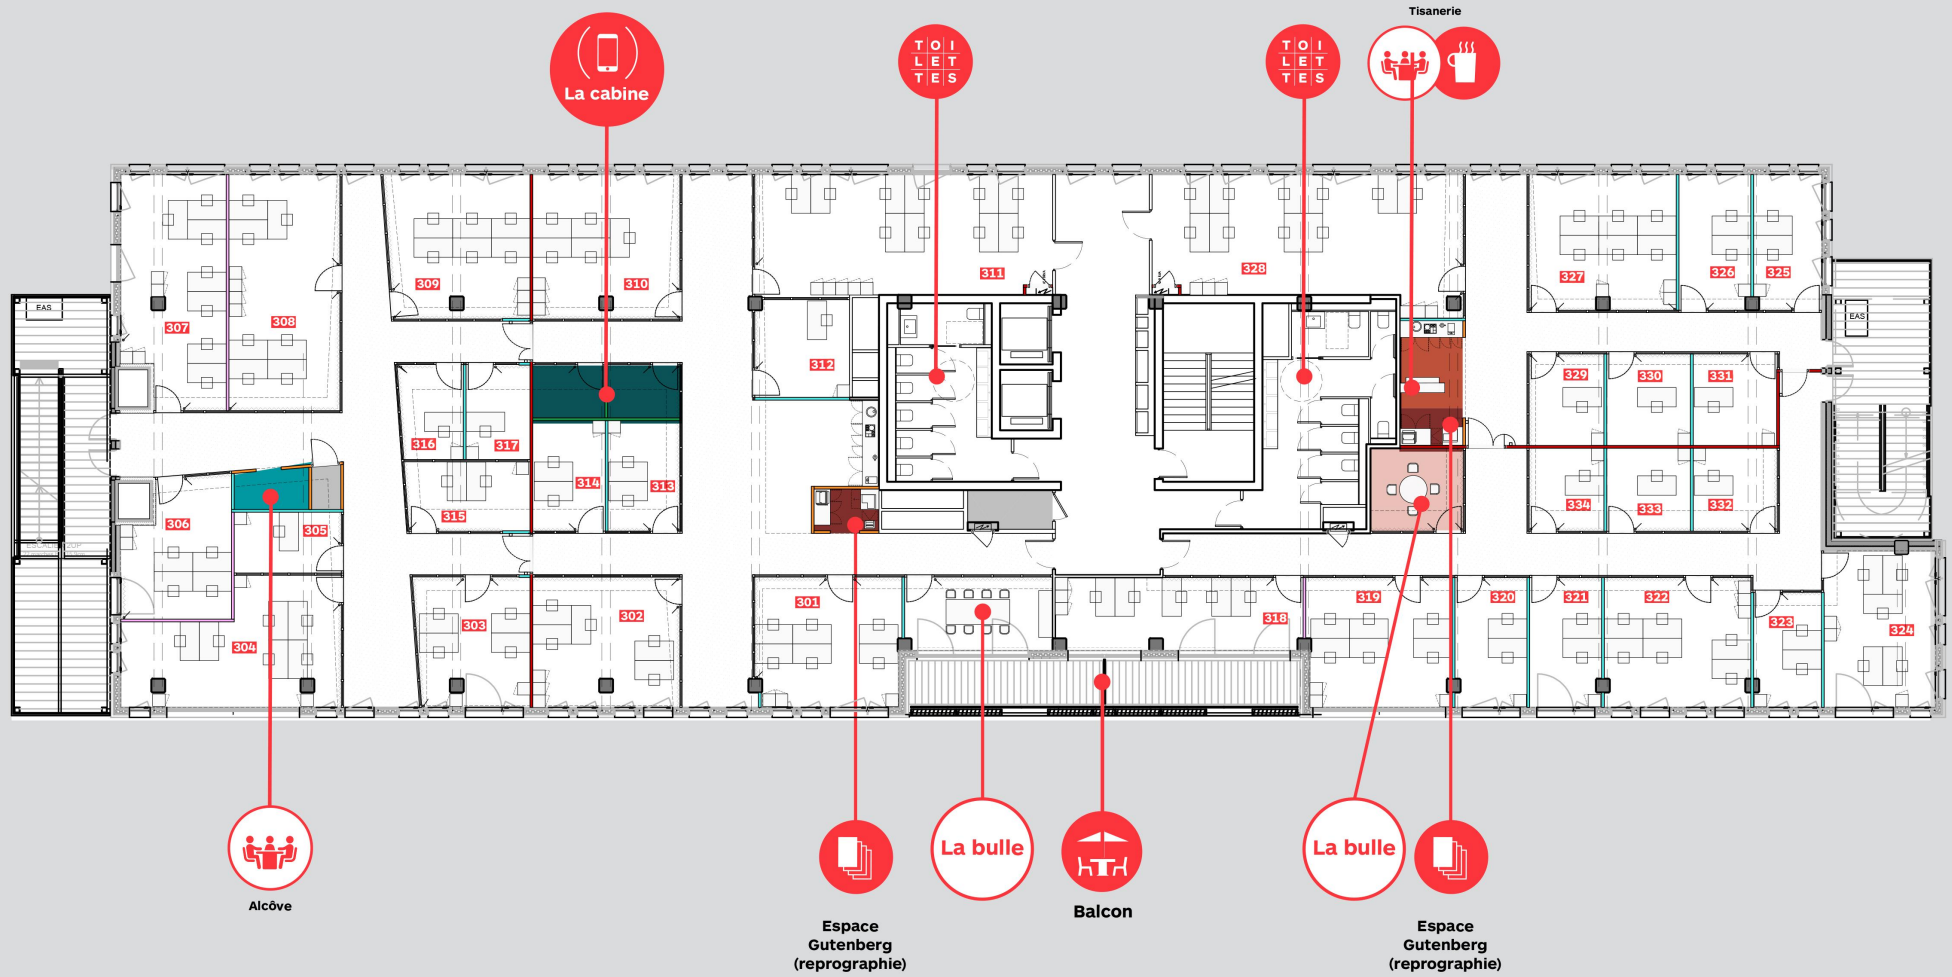 Tisanerie
La cabine
TOI
LET
TES
TOI
LET
TES
EAS
EAS
307
308
309
310
311
328
327
326
325
312
316
317
315
314
313
329
330
331
334
333
332
306
305
304
303
302
301
318
319
320
321
322
323
324
La bulle
La bulle
Alcôve
Balcon
Espace
Gutenberg
(reprographie)
Espace
Gutenberg
(reprographie)